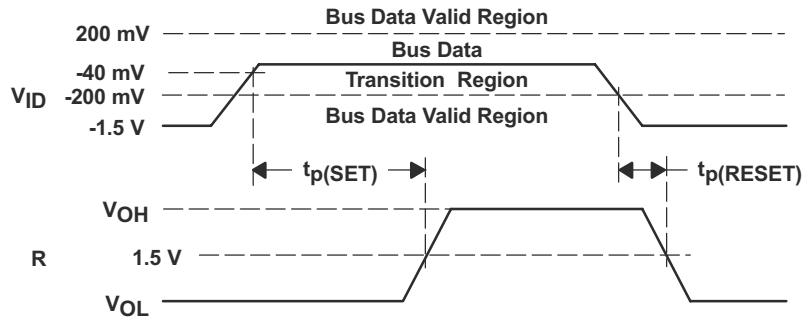 Bus Data Valid Region
200 mV
Bus Data
-40 mV
Transition Region
VID
-200 mV
Bus Data Valid Region
-1.5 V
tp(SET)
tp(RESET)
VOH
R
1.5 V
VOL